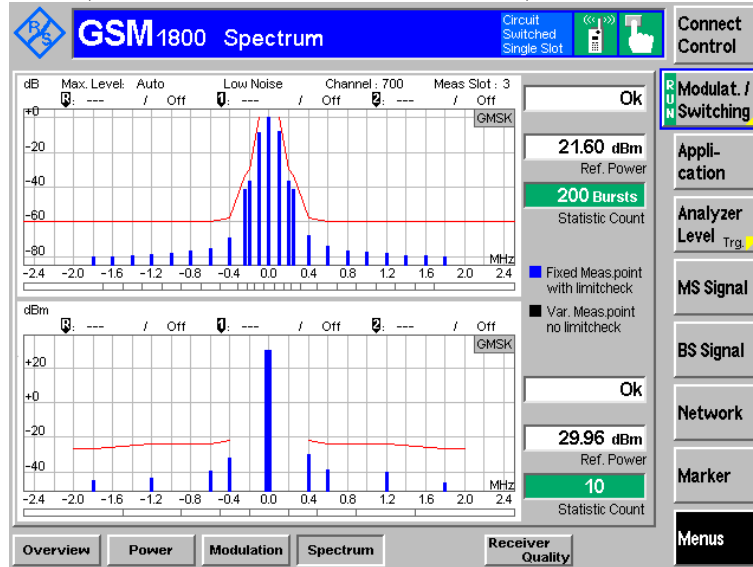 R&S
GSM 1800 Spectrum
Circuit
Switched
Single Slot
Connect
Control
dB Max. Level: Auto Low Noise Channel : 700 Meas Slot : 3
R: --- / Off 1: --- / Off 2: --- / Off
GMSK
+0
-20
-40
-60
-80
MHz
-2.4 -2.0 -1.6 -1.2 -0.8 -0.4 0.0 0.4 0.8 1.2 1.6 2.0 2.4
Ok
21.60 dBm
Ref. Power
200 Bursts
Statistic Count
Fixed Meas.point
with limitcheck
Var. Meas.point
no limitcheck
dBm
R: --- / Off 1: --- / Off 2: --- / Off
GMSK
+20
+0
-20
-40
MHz
-2.4 -2.0 -1.6 -1.2 -0.8 -0.4 0.0 0.4 0.8 1.2 1.6 2.0 2.4
Ok
29.96 dBm
Ref. Power
10
Statistic Count
RUN
Modulat. /
Switching
Appli-
cation
Analyzer
Level Trg.
MS Signal
BS Signal
Network
Marker
Menus
Overview Power Modulation Spectrum Receiver
Quality